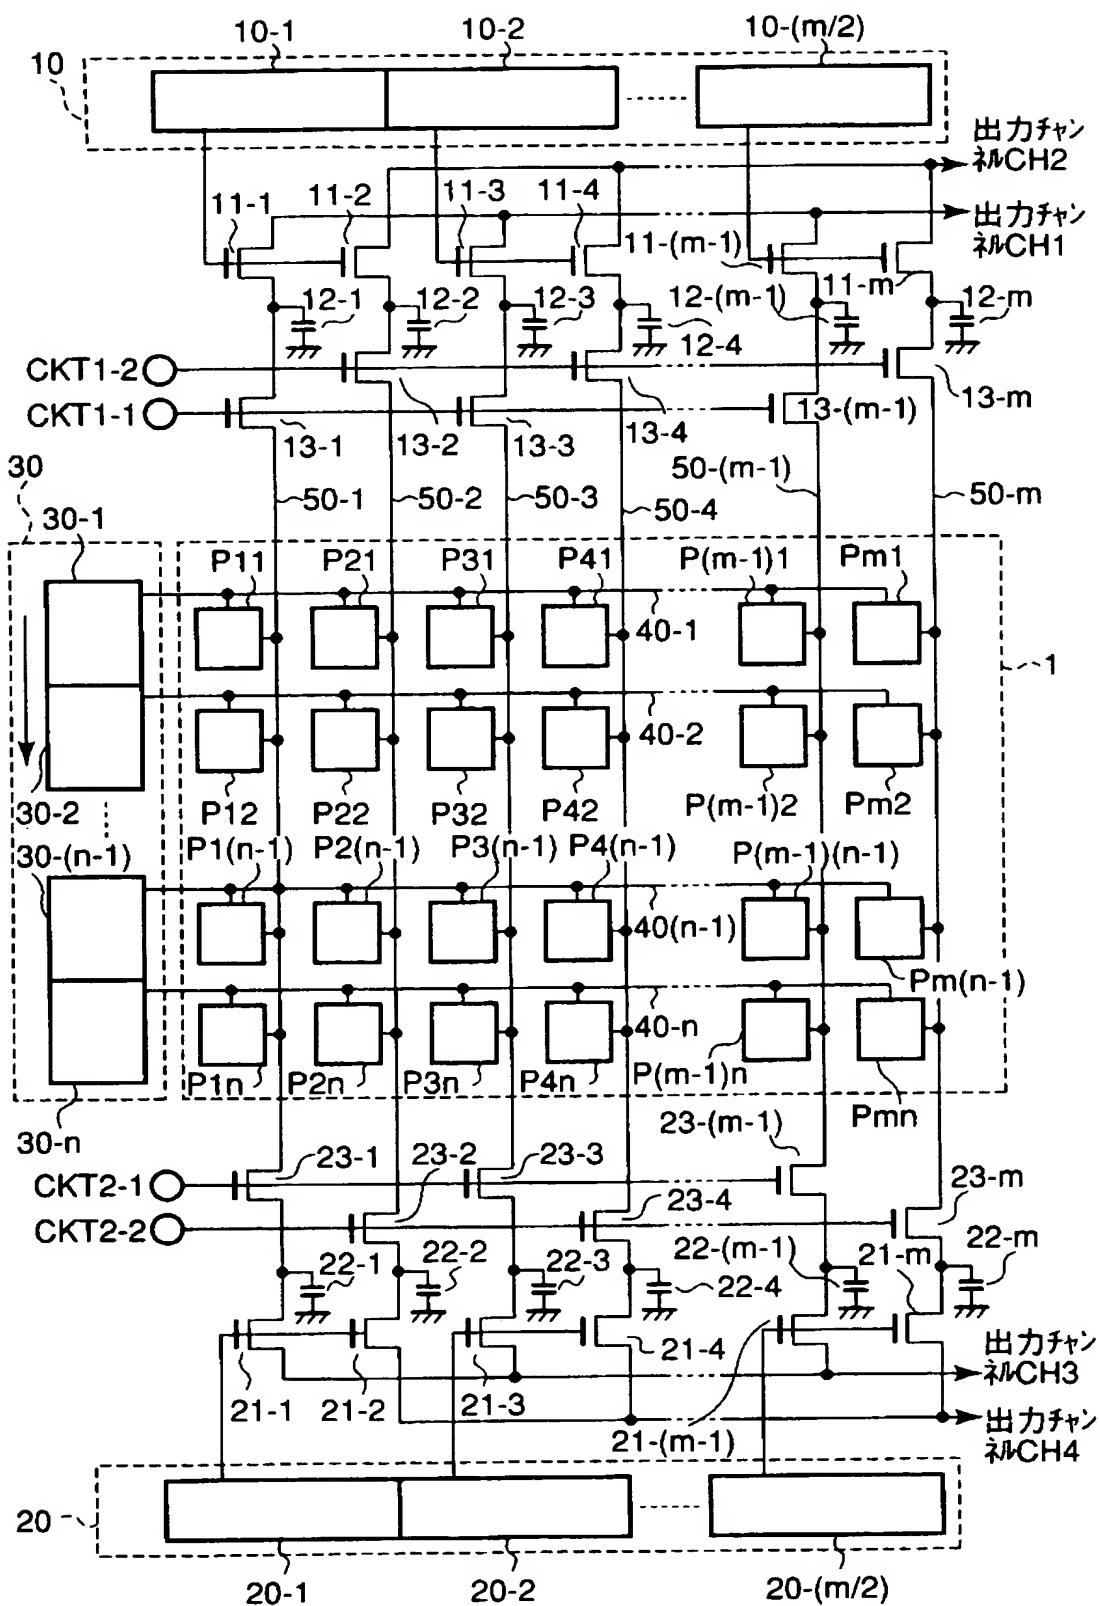 10-1
10-2
10-(m/2)
10
出力チャン
ネルCH2
11-1
11-2
11-3
11-4
出力チャン
ネルCH1
11-(m-1)
11-m
12-1
12-2
12-3
12-(m-1)
12-m
12-4
CKT1-2
CKT1-1
13-m
13-(m-1)
13-1
13-2
13-3
13-4
30
50-(m-1)
50-1
50-2
50-3
50-4
50-m
30-1
P11
P21
P31
P41
P(m-1)1
Pm1
40-1
1
40-2
30-2
P12
P22
P32
P42
P(m-1)2
Pm2
30-(n-1)
P1(n-1)
P2(n-1)
P3(n-1)
P4(n-1)
P(m-1)(n-1)
40(n-1)
Pm(n-1)
40-n
P1n
P2n
P3n
P4n
P(m-1)n
Pmn
30-n
23-(m-1)
CKT2-1
23-1
23-2
23-3
23-m
CKT2-2
23-4
22-1
22-2
22-3
22-(m-1)
21-m
22-m
22-4
21-4
出力チャン
ネルCH3
21-1
21-2
21-3
21-(m-1)
出力チャン
ネルCH4
20
20-1
20-2
20-(m/2)